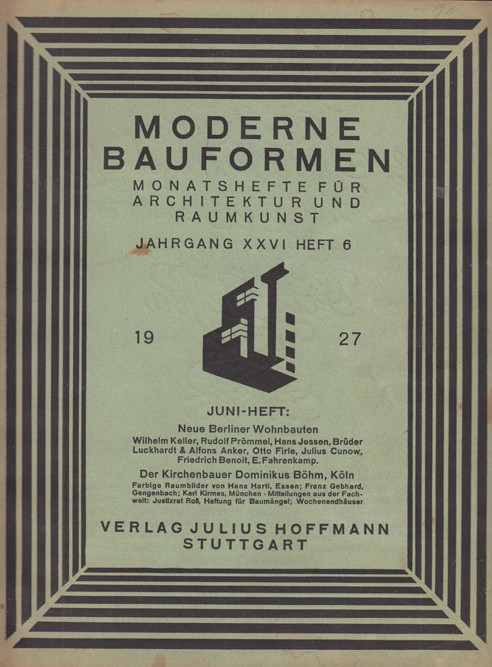 MODERNE
BAUFORMEN
MONATSHEFTE FÜR
ARCHITEKTUR UND
RAUMKUNST
JAHRGANG XXVI HEFT 6
19 27
JUNI-HEFT:
Neue Berliner Wohnbauten
Wilhelm Keller, Rudolf Prömmel, Hans Jessen, Brüder
Luckhardt & Alfons Anker, Otto Firle, Julius Cunow,
Friedrich Benoit, E. Fahrenkamp.
Der Kirchenbauer Dominikus Böhm, Köln
Farbige Raumbilder von Hans Hartl, Essen; Franz Gebhard,
Gengenbach; Karl Kirmes, München · Mitteilungen aus der Fach-
welt: Justizrat Roß, Haftung für Baumängel; Wochenendhäuser
VERLAG JULIUS HOFFMANN
STUTTGART